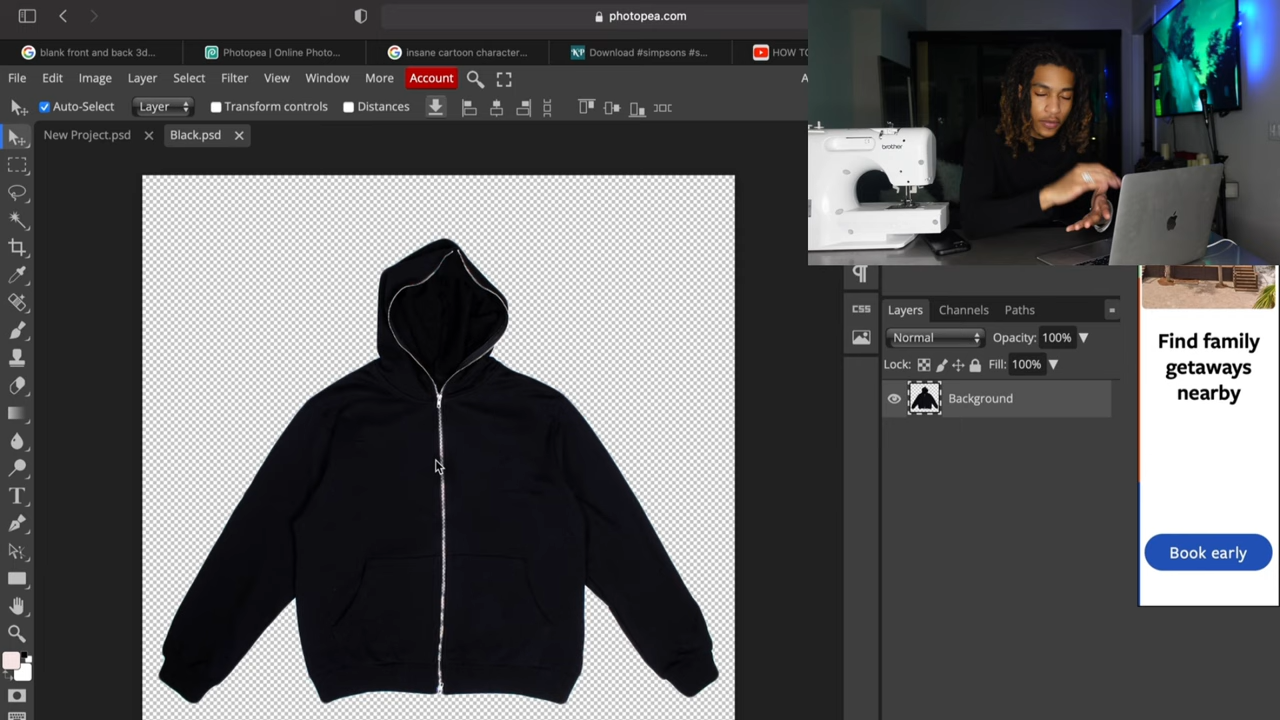 photopea.com
blank front and back 3d...
Photopea | Online Photo...
insane cartoon character...
Download #simpsons #s...
HOW TO
File Edit Image Layer Select Filter View Window More Account
Auto-Select Layer Transform controls Distances
New Project.psd Black.psd
brother
CSS
Layers Channels Paths
Normal Opacity: 100%
Lock: Fill: 100%
Background
Find family
getaways
nearby
Book early